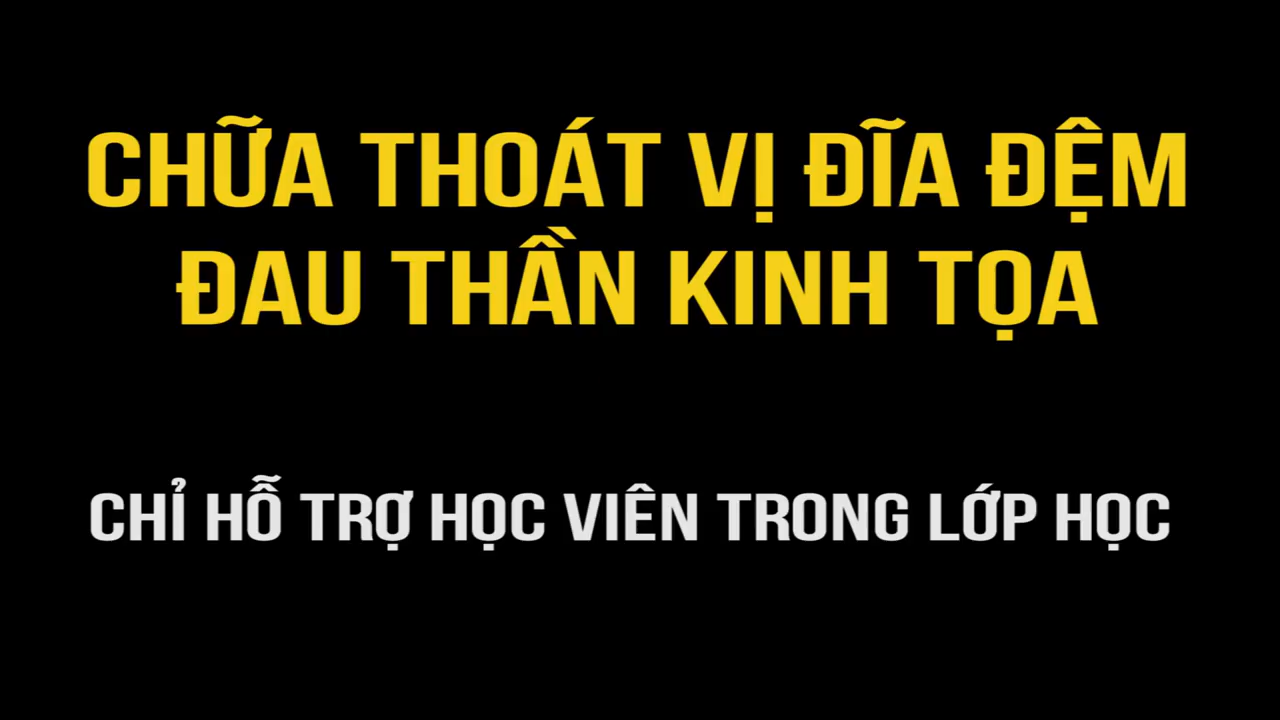 CHỮA THOÁT VỊ ĐĨA ĐỆM
ĐAU THẦN KINH TỌA
CHỈ HỖ TRỢ HỌC VIÊN TRONG LỚP HỌC